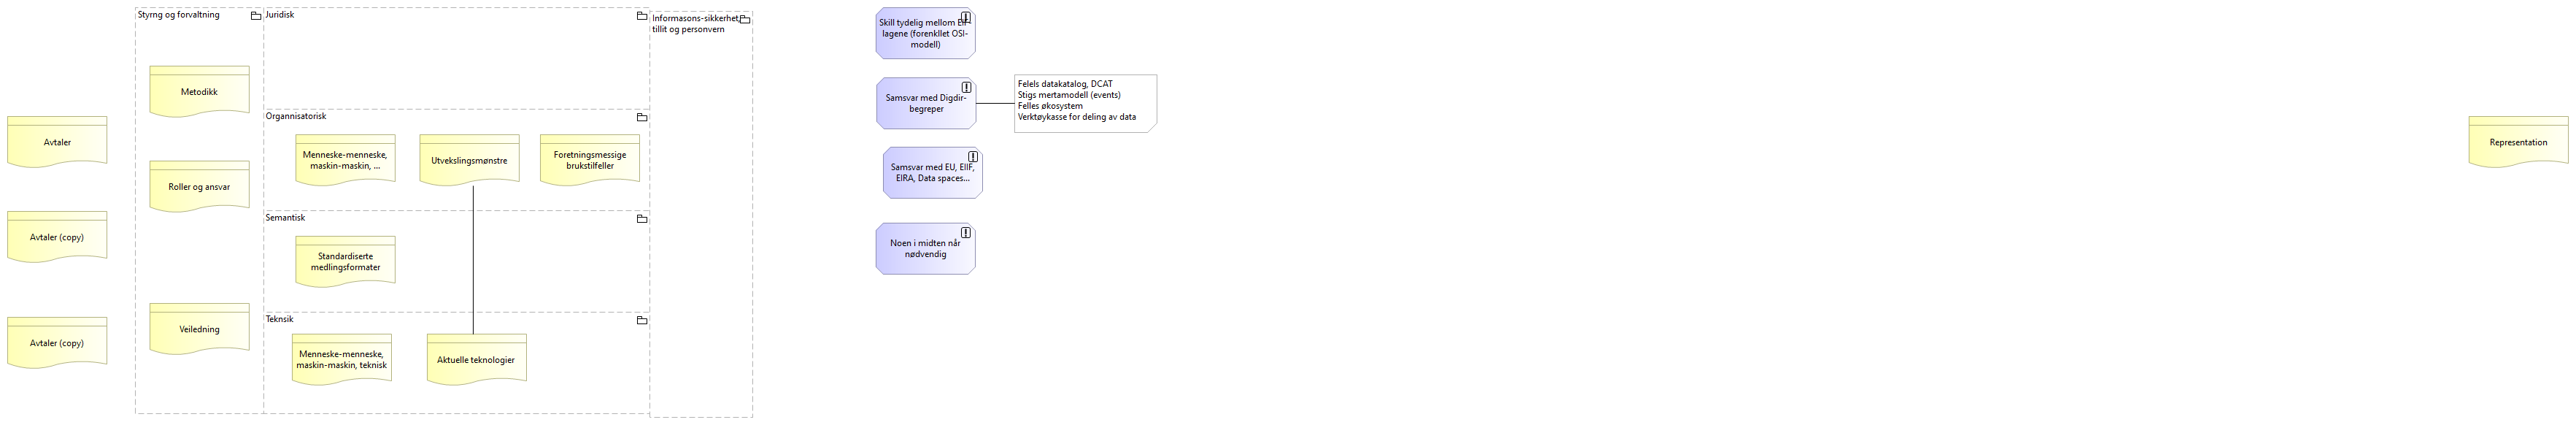 Styrng og forvaltning
Juridisk
Informasons-sikkerhet,
tillit og personvern
Metodikk
Avtaler
Roller og ansvar
Avtaler (copy)
Veiledning
Avtaler (copy)
Organnisatorisk
Menneske-menneske,
maskin-maskin, ...
Utvekslingsmønstre
Foretningsmessige
brukstilfeller
Semantisk
Standardiserte
medlingsformater
Teknsik
Menneske-menneske,
maskin-maskin, teknisk
Aktuelle teknologier
Skill tydelig mellom EIF-
lagene (forenkllet OSI-
modell)
Samsvar med Digdir-
begreper
Felels datakatalog, DCAT
Stigs mertamodell (events)
Felles økosystem
Verktøykasse for deling av data
Samsvar med EU, EIIF,
EIRA, Data spaces...
Noen i midten når
nødvendig
Representation